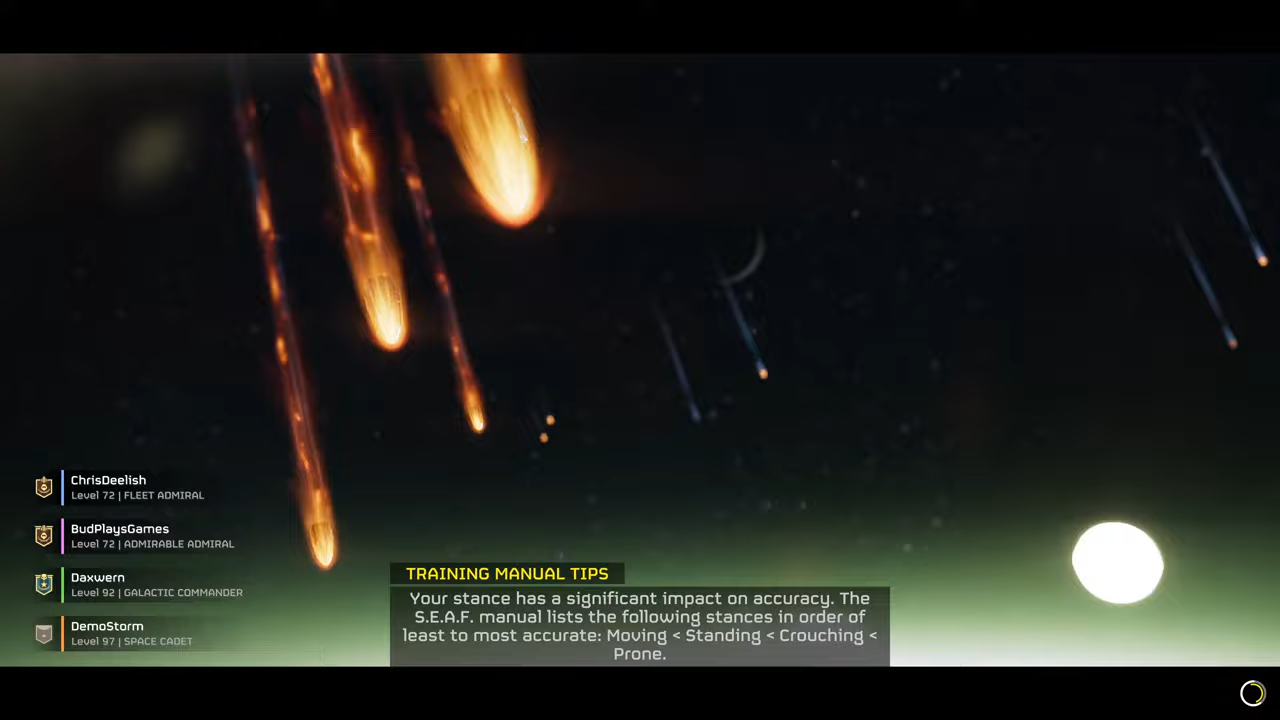 ChrisDeelish
Level 72 | FLEET ADMIRAL
BudPlaysGames
Level 72 | ADMIRABLE ADMIRAL
Daxwern
Level 92 | GALACTIC COMMANDER
DemoStorm
Level 97 | SPACE CADET
TRAINING MANUAL TIPS
Your stance has a significant impact on accuracy. The
S.E.A.F. manual lists the following stances in order of
least to most accurate: Moving < Standing < Crouching <
Prone.